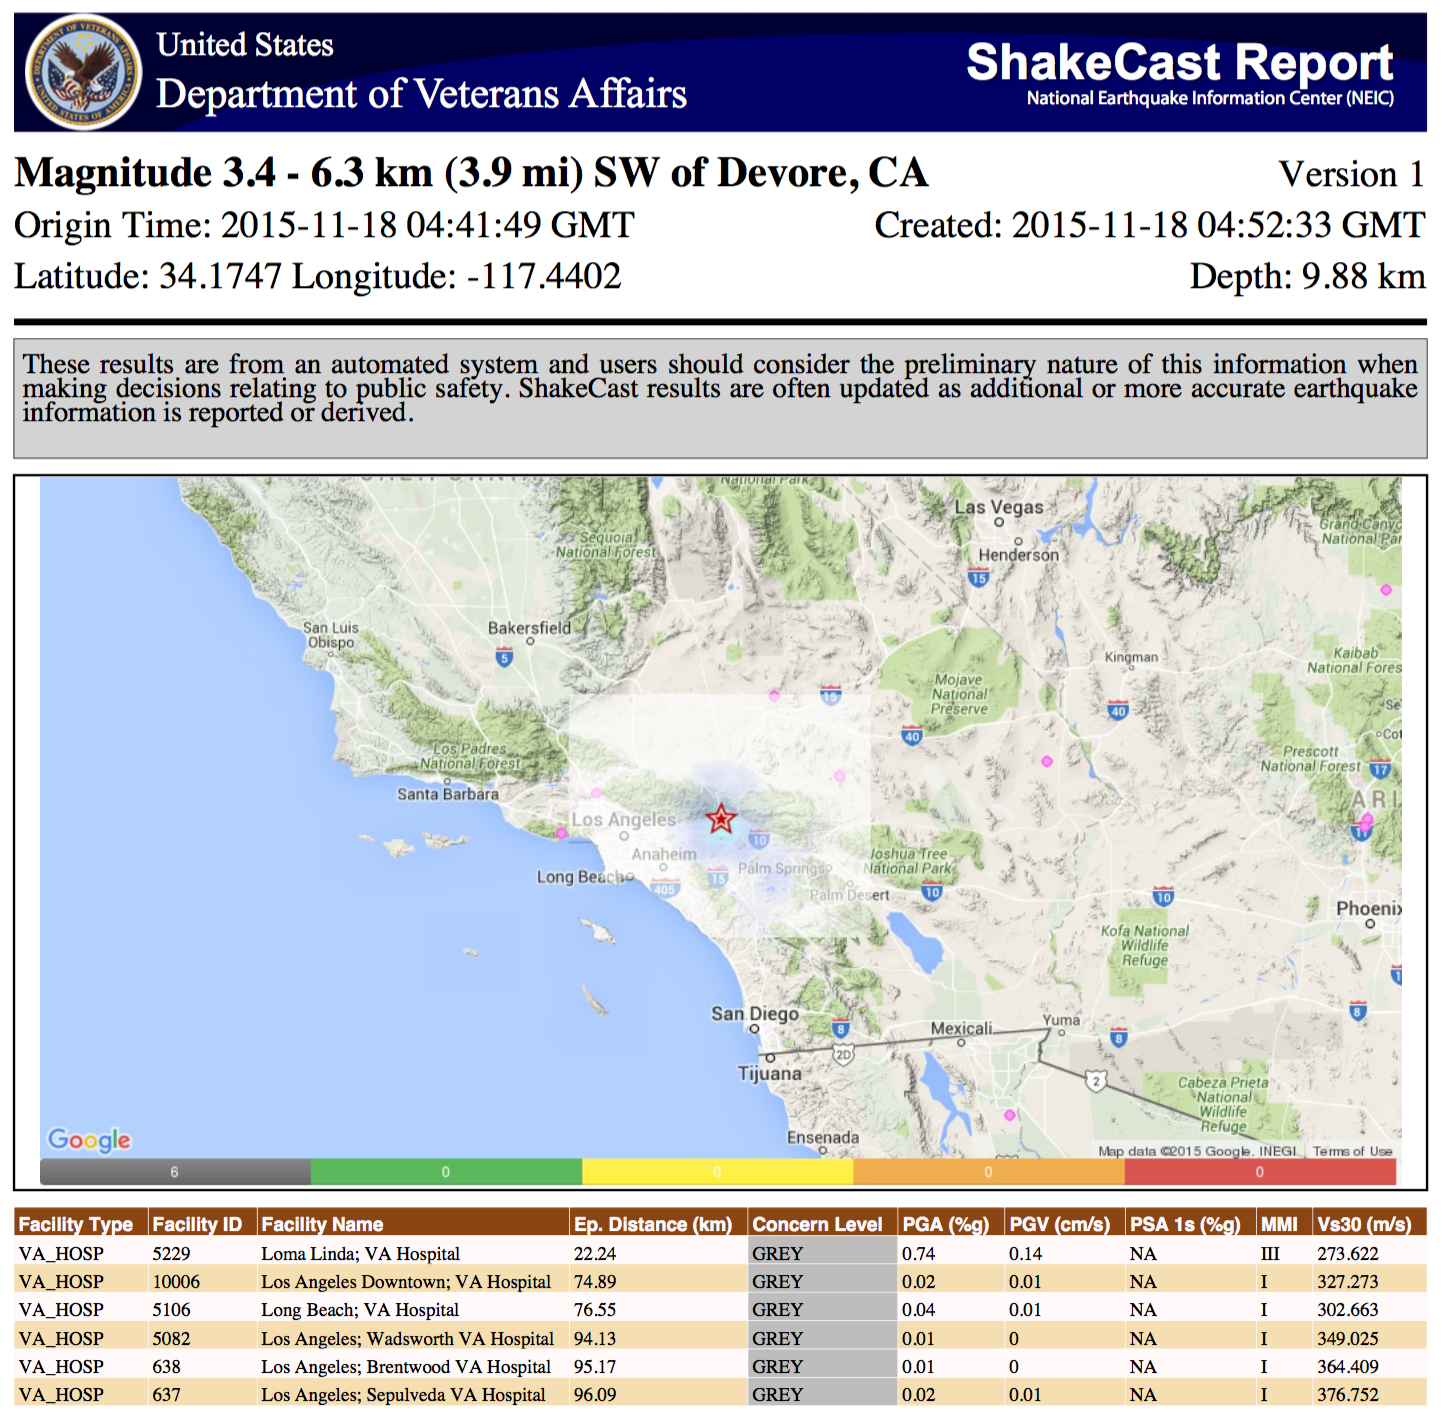 United States
Department of Veterans Affairs
ShakeCast Report
National Earthquake Information Center (NEIC)
Magnitude 3.4 - 6.3 km (3.9 mi) SW of Devore, CA
Version 1
Origin Time: 2015-11-18 04:41:49 GMT
Created: 2015-11-18 04:52:33 GMT
Latitude: 34.1747 Longitude: -117.4402
Depth: 9.88 km
These results are from an automated system and users should consider the preliminary nature of this information when
making decisions relating to public safety. ShakeCast results are often updated as additional or more accurate earthquake
information is reported or derived.
National Park
Las Vegas
Grand Canyo
National Par
Sequoia
National Forest
Henderson
15
San Luis
Obispo
Bakersfield
5
Kingman
Kaibab
National Fores
Mojave
National
Preserve
15
40
40
Se
Cot
Los Padres
National Forest
Prescott
National Forest
17
Santa Barbara
ARI
Los Angeles
10
17
Anaheim
Joshua Tree
National Park
Long Beach
405
15
Palm Springs
Palm Desert
10
10
Phoenix
Kofa National
Wildlife
Refuge
1
San Diego
8
Mexicali
Yuma
8
8
2D
Tijuana
2
Cabeza Prieta
National
Wildlife
Refuge
Ensenada
Google
Map data ©2015 Google, INEGI
Terms of Use
6 0 0 0 0
Facility Type Facility ID Facility Name Ep. Distance (km) Concern Level PGA (%g) PGV (cm/s) PSA 1s (%g) MMI Vs30 (m/s)
VA_HOSP 5229 Loma Linda; VA Hospital 22.24 GREY 0.74 0.14 NA III 273.622
VA_HOSP 10006 Los Angeles Downtown; VA Hospital 74.89 GREY 0.02 0.01 NA I 327.273
VA_HOSP 5106 Long Beach; VA Hospital 76.55 GREY 0.04 0.01 NA I 302.663
VA_HOSP 5082 Los Angeles; Wadsworth VA Hospital 94.13 GREY 0.01 0 NA I 349.025
VA_HOSP 638 Los Angeles; Brentwood VA Hospital 95.17 GREY 0.01 0 NA I 364.409
VA_HOSP 637 Los Angeles; Sepulveda VA Hospital 96.09 GREY 0.02 0.01 NA I 376.752